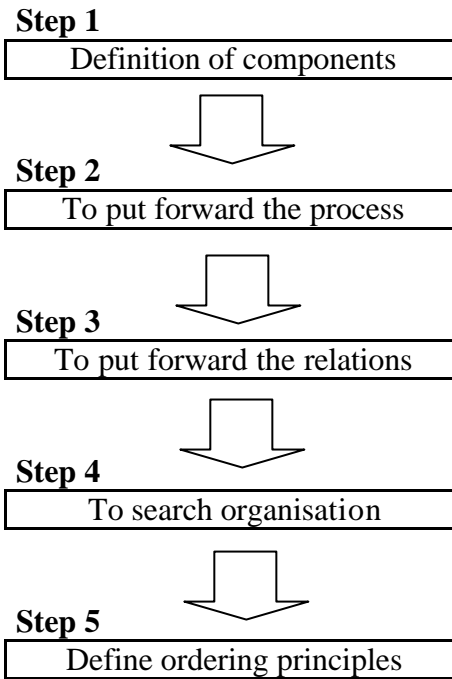 Step 1
Definition of components
Step 2
To put forward the process
Step 3
To put forward the relations
Step 4
To search organisation
Step 5
Define ordering principles